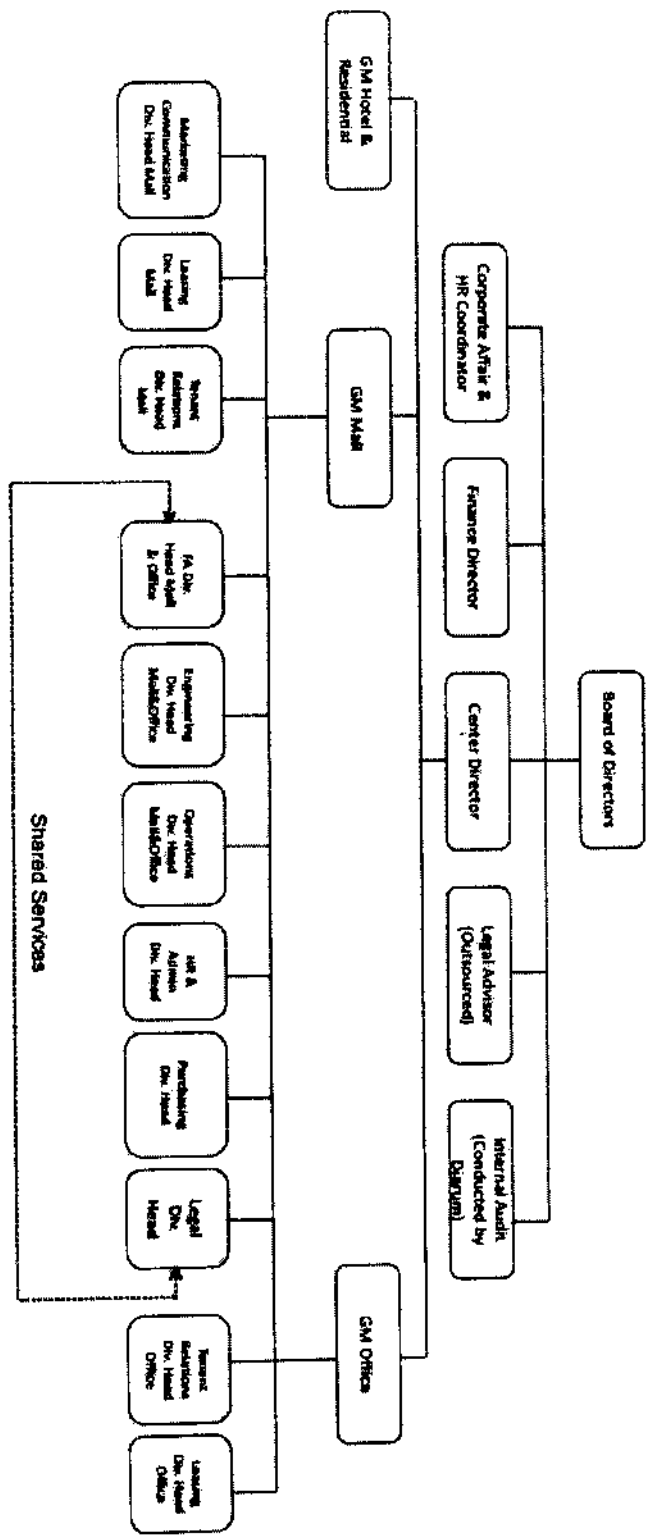 Board of Directors
Corporate Affair &
HR Coordinator
Finance Director
Center Director
Legal Advisor
(Outsourced)
Internal Audit
(Conducted by
Djarum)
GM Hotel &
Residential
GM Mall
GM Office
Marketing
Communication
Div. Head Mall
Leasing
Div. Head
Mall
Tenant
Relations
Div. Head
Mall
FA Div.
Head Mall
& Office
Engineering
Div. Head
Mall&Office
Operations
Div. Head
Mall&Office
HR &
Admin
Div. Head
Purchasing
Div. Head
Legal
Div.
Head
Tenant
Relations
Div. Head
Office
Leasing
Div. Head
Office
Shared Services